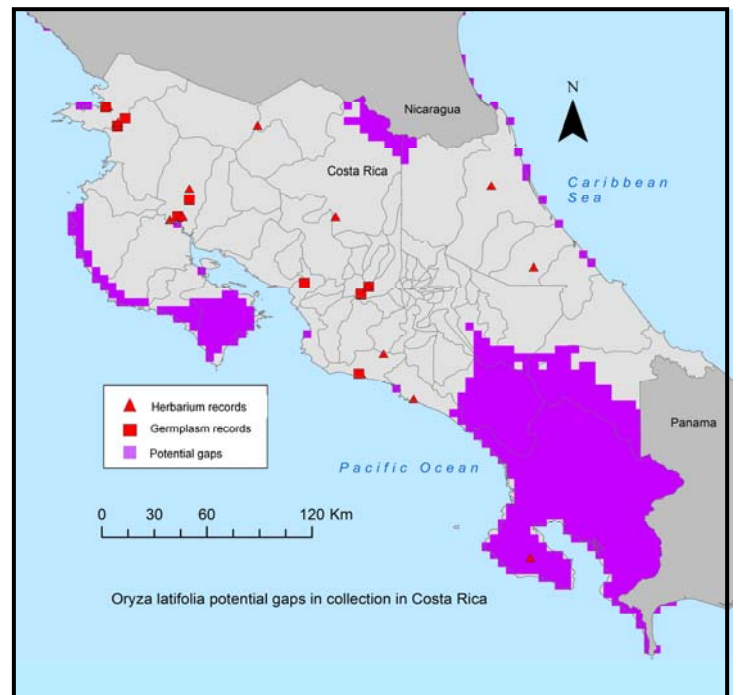 N
Nicaragua
Costa Rica
Caribbean
Sea
Herbarium records
Germplasm records
Potential gaps
Panama
Pacific Ocean
0 30 60 120 Km
Oryza latifolia potential gaps in collection in Costa Rica